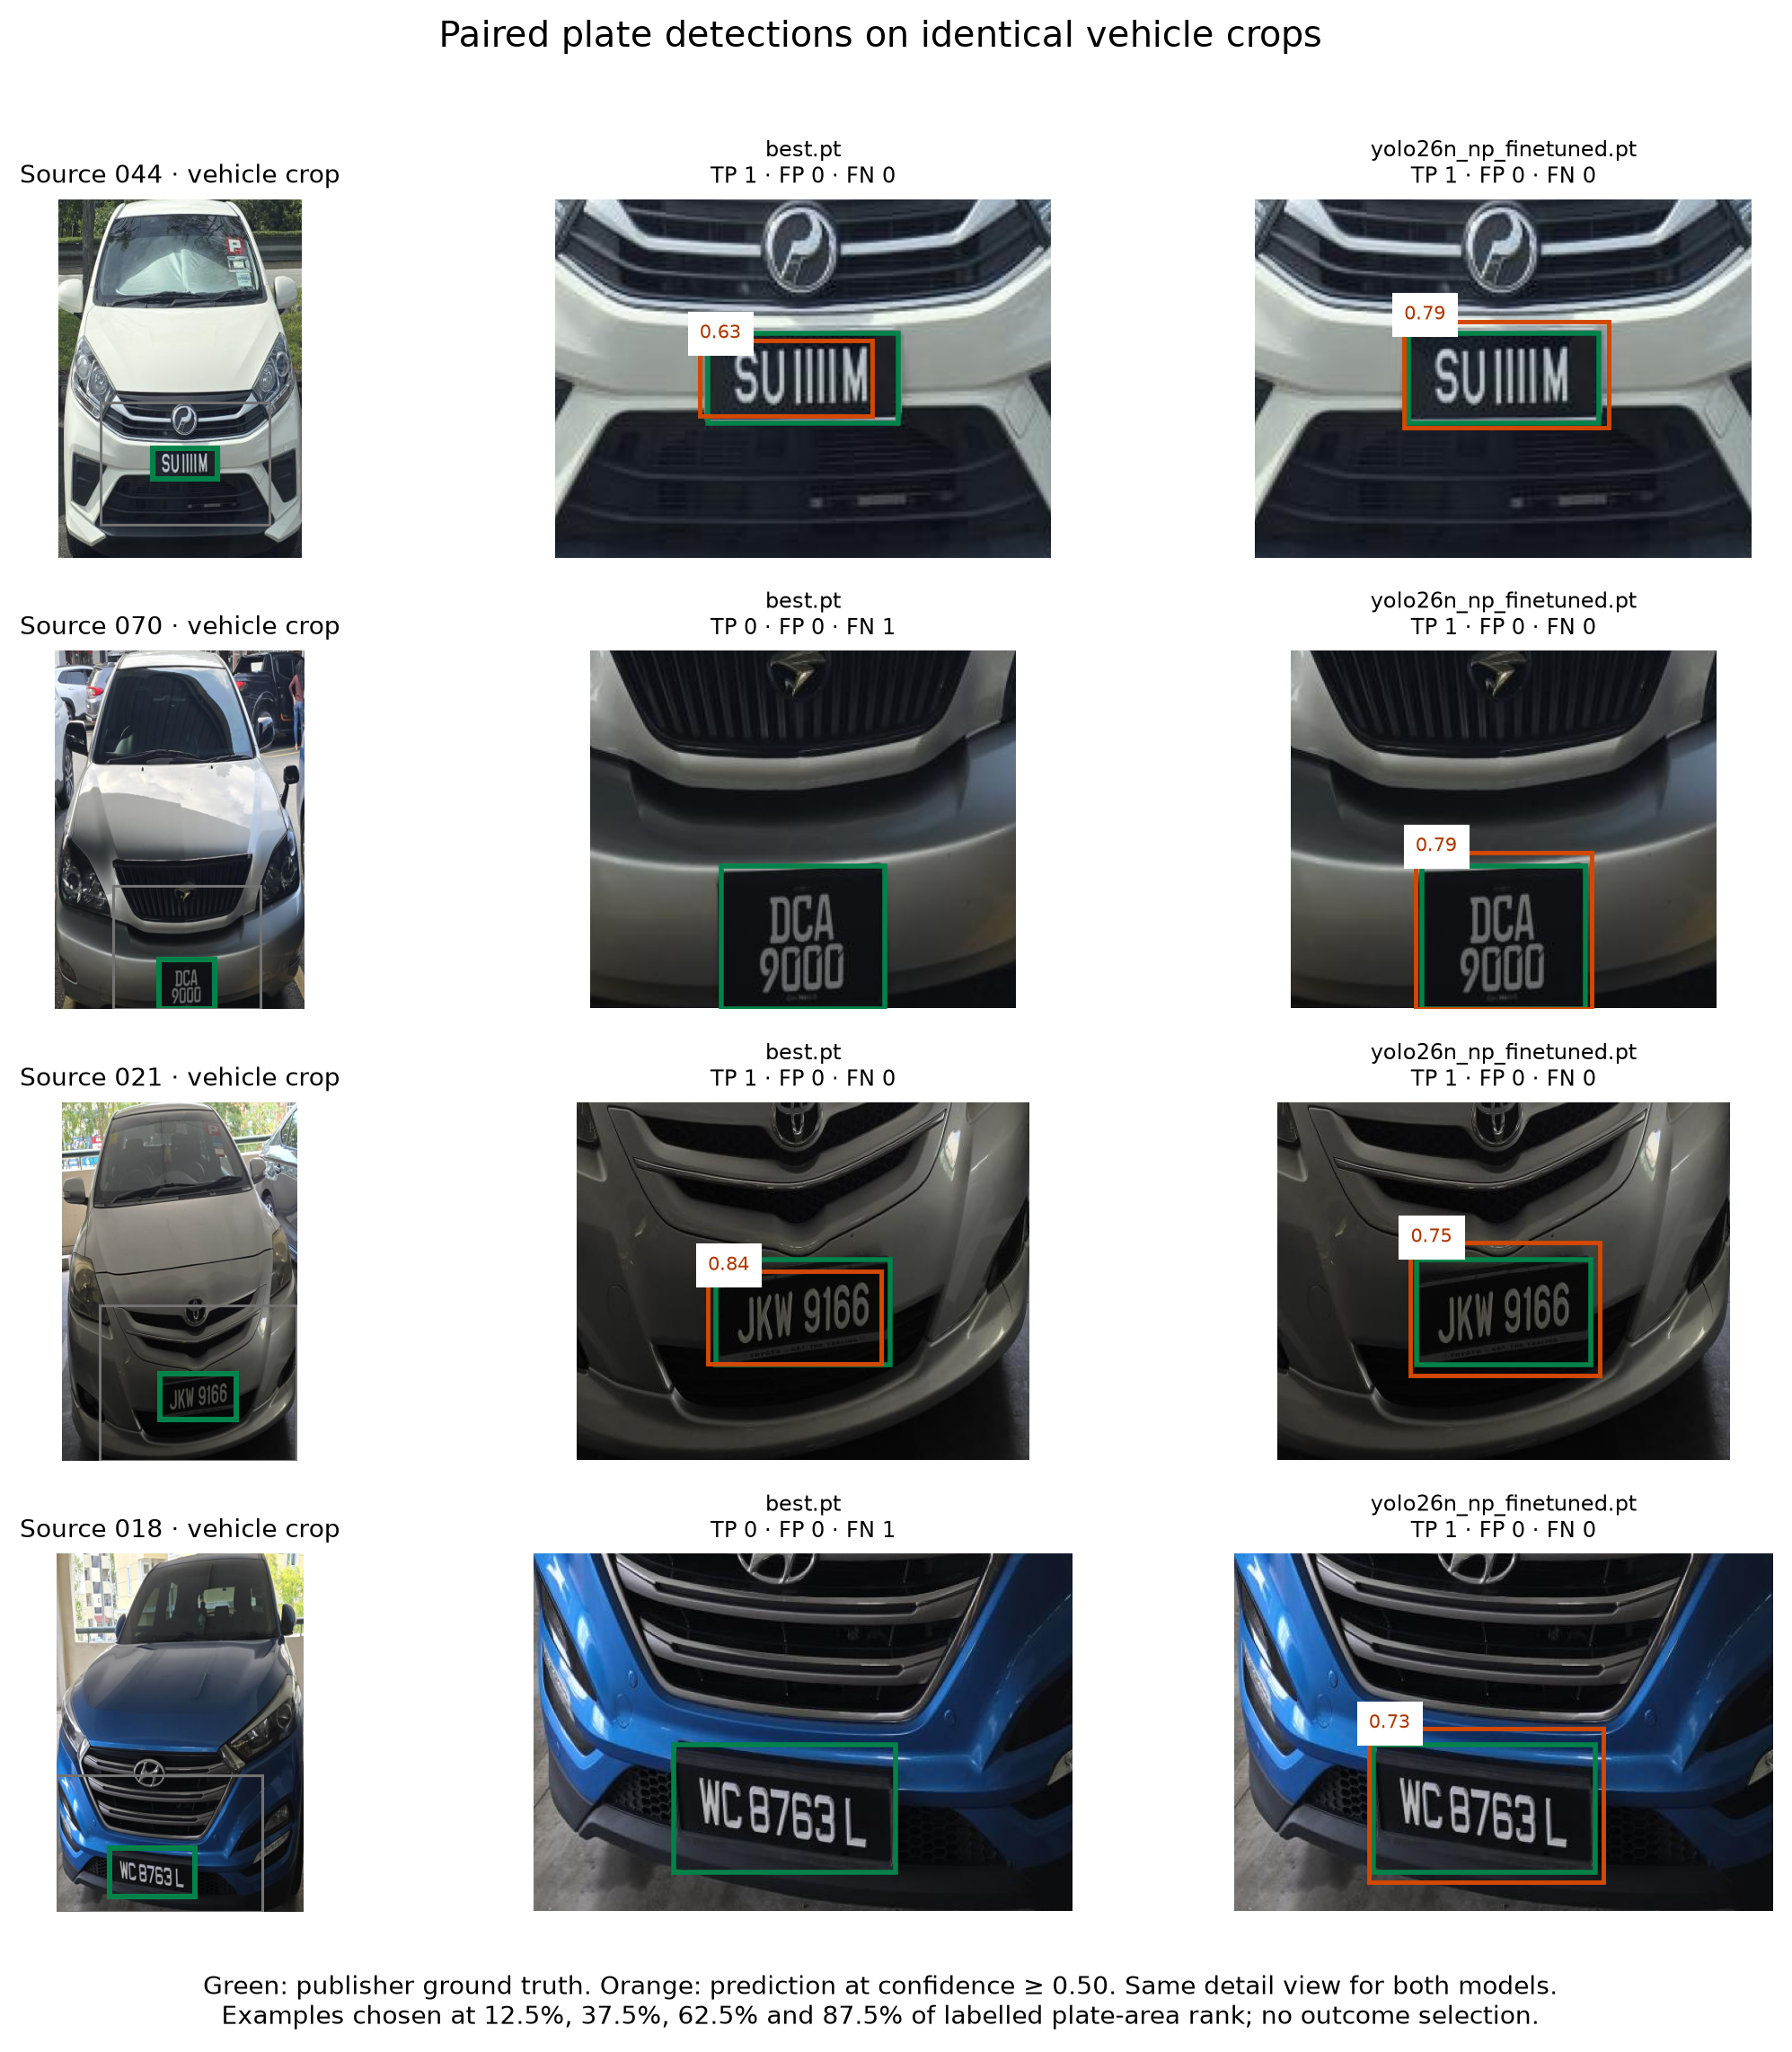 Paired plate detections on identical vehicle crops
Source 044 · vehicle crop
best.pt
TP 1 · FP 0 · FN 0
yolo26n_np_finetuned.pt
TP 1 · FP 0 · FN 0
P
SU1111M
0.63
SU1111M
0.79
SU1111M
Source 070 · vehicle crop
best.pt
TP 0 · FP 0 · FN 1
yolo26n_np_finetuned.pt
TP 1 · FP 0 · FN 0
DCA
9000
DCA
9000
0.79
DCA
9000
Source 021 · vehicle crop
best.pt
TP 1 · FP 0 · FN 0
yolo26n_np_finetuned.pt
TP 1 · FP 0 · FN 0
JKW 9166
0.84
JKW 9166
0.75
JKW 9166
Source 018 · vehicle crop
best.pt
TP 0 · FP 0 · FN 1
yolo26n_np_finetuned.pt
TP 1 · FP 0 · FN 0
WC 8763 L
WC 8763 L
0.73
WC 8763 L
Green: publisher ground truth. Orange: prediction at confidence ≥ 0.50. Same detail view for both models.
Examples chosen at 12.5%, 37.5%, 62.5% and 87.5% of labelled plate-area rank; no outcome selection.